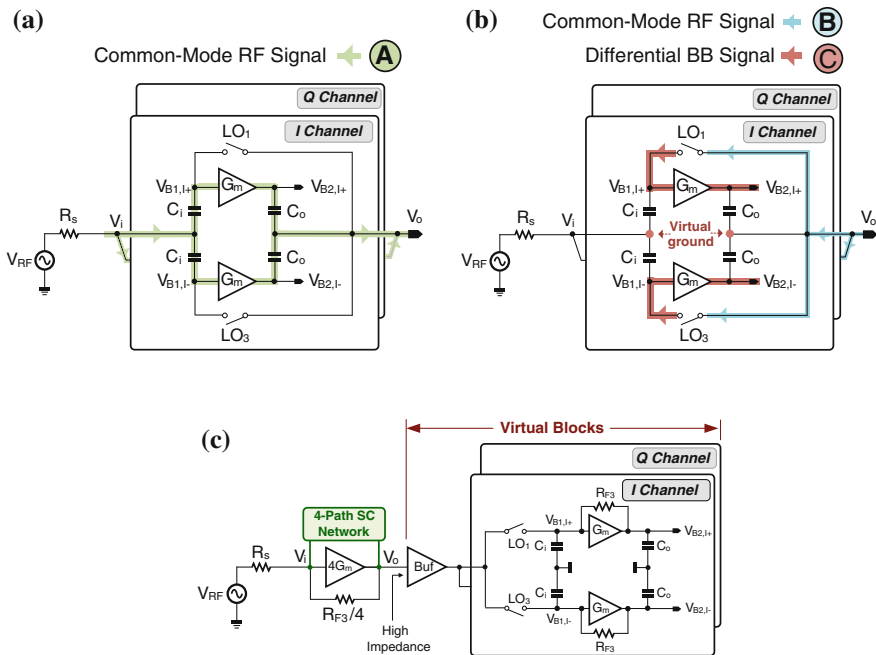 (a)
Common-Mode RF Signal A
Q Channel
I Channel
LO1
VB1,I+
Gm
VB2,I+
Ci
Co
Rs
Vi
Vo
VRF
Ci
Co
VB1,I-
Gm
VB2,I-
LO3
(b)
Common-Mode RF Signal B
Differential BB Signal C
Q Channel
I Channel
LO1
VB1,I+
Gm
VB2,I+
Ci
Co
Rs
Vi
Virtual
ground
Vo
VRF
Ci
Co
VB1,I-
Gm
VB2,I-
LO3
(c)
Virtual Blocks
Q Channel
I Channel
RF3
4-Path SC
Network
VB1,I+
Gm
VB2,I+
LO1
Ci
Co
Rs
Vi
4Gm
Vo
Buf
VRF
RF3/4
LO3
Ci
Co
High
Impedance
VB1,I-
Gm
VB2,I-
RF3